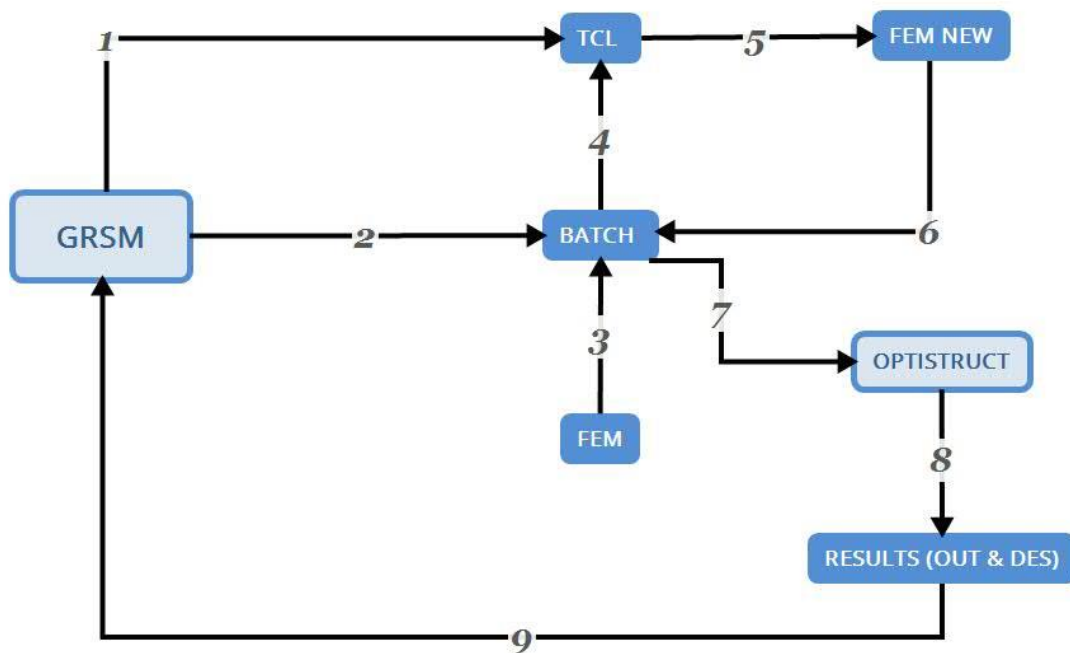 1
TCL
5
FEM NEW
4
GRSM
2
BATCH
6
3
7
OPTISTRUCT
FEM
8
RESULTS (OUT & DES)
9